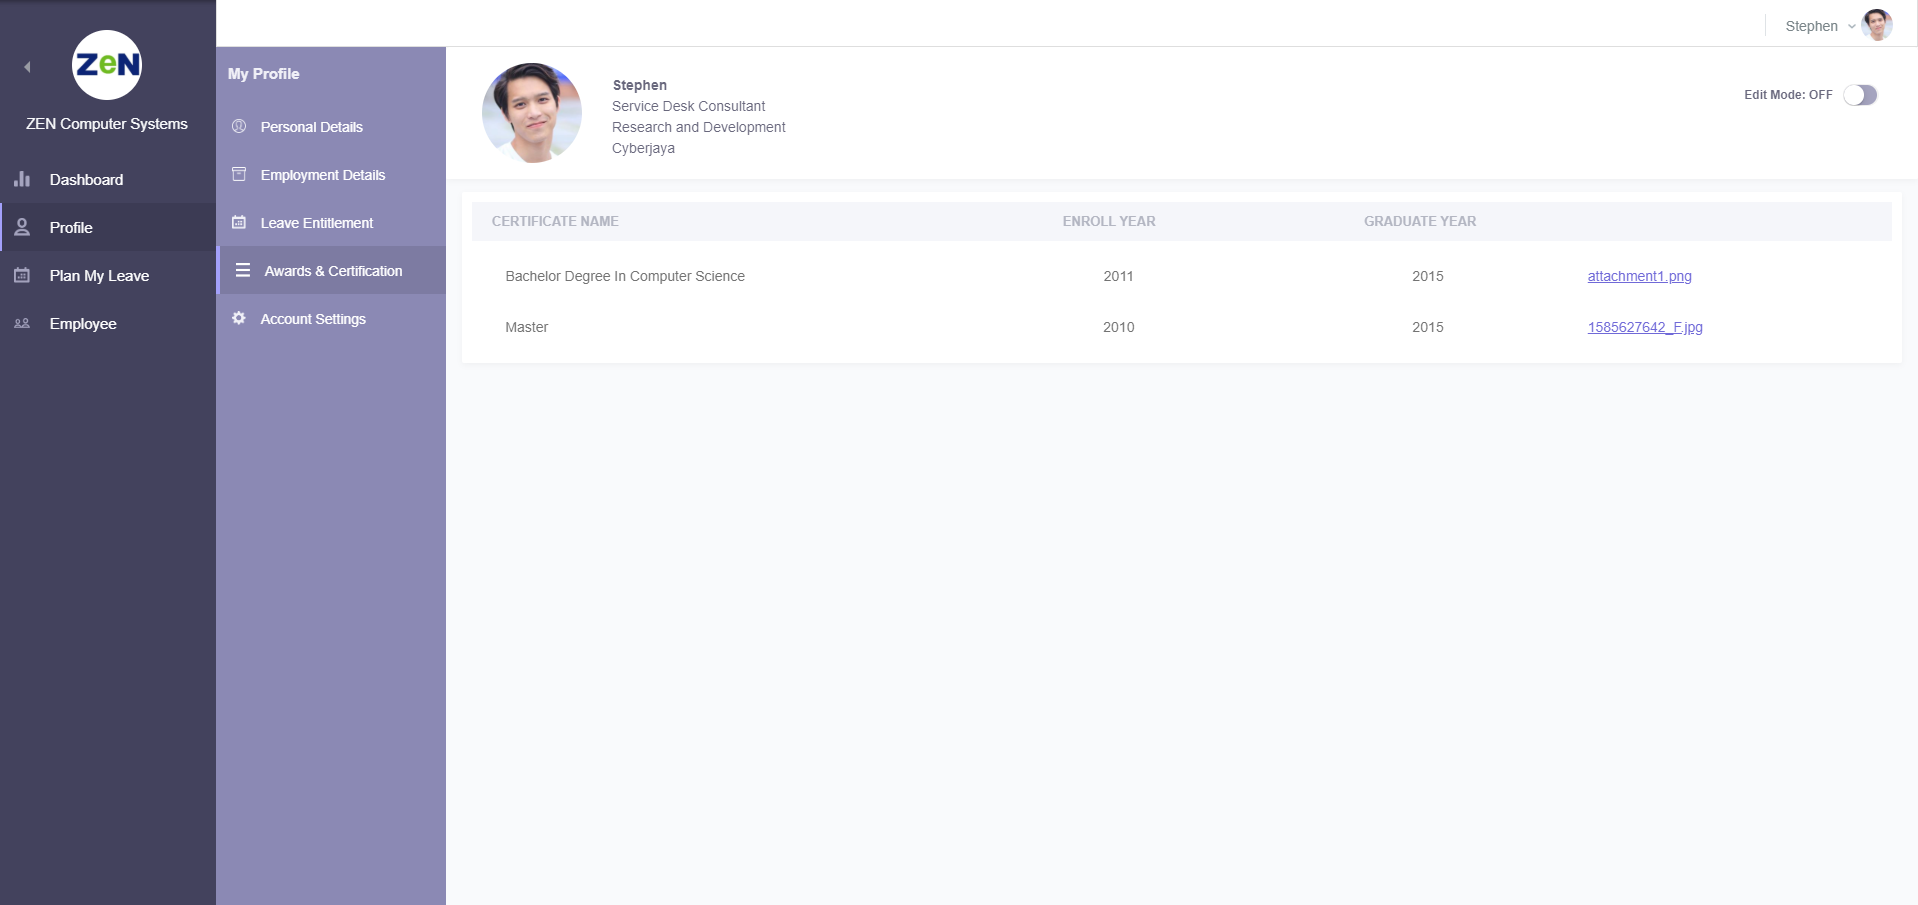 ZeN
ZEN Computer Systems
Dashboard
Profile
Plan My Leave
Employee
My Profile
Personal Details
Employment Details
Leave Entitlement
Awards & Certification
Account Settings
Stephen
Stephen
Service Desk Consultant
Research and Development
Cyberjaya
Edit Mode: OFF
CERTIFICATE NAME ENROLL YEAR GRADUATE YEAR
Bachelor Degree In Computer Science 2011 2015 attachment1.png
Master 2010 2015 1585627642_F.jpg